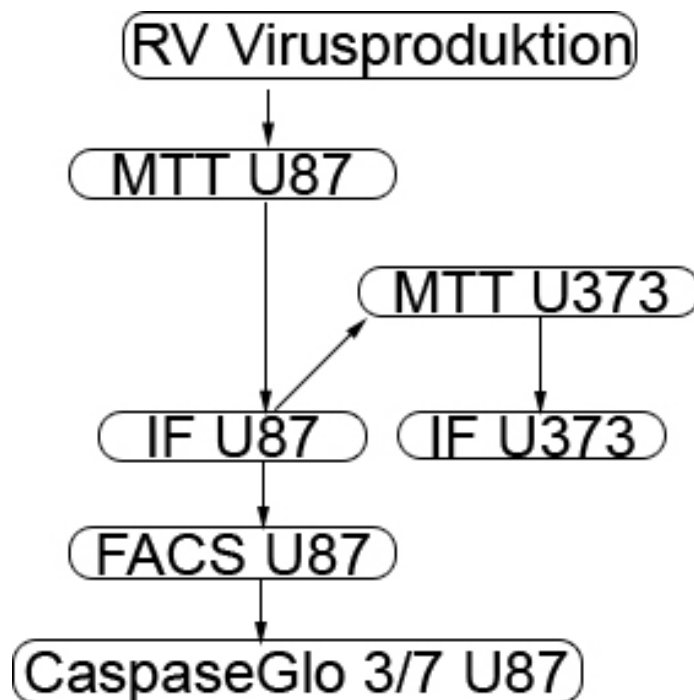 RV Virusproduktion
MTT U87
MTT U373
IF U87
IF U373
FACS U87
CaspaseGlo 3/7 U87